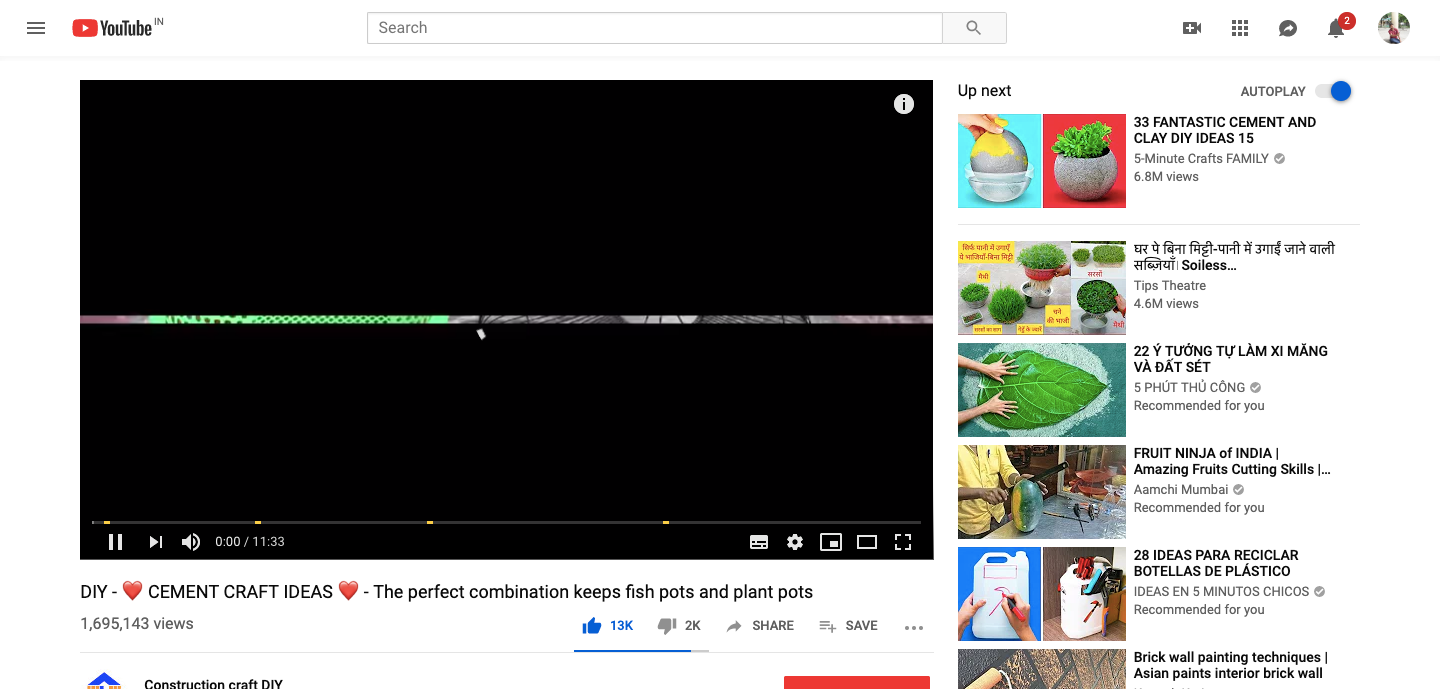 YouTube IN
Search
2
Up next
AUTOPLAY
33 FANTASTIC CEMENT AND
CLAY DIY IDEAS 15
5-Minute Crafts FAMILY
6.8M views
सिर्फ पानी में उगाएँ
ये भाजियाँ-बिना मिट्टी
मैथी
सरसों
चने
की भाजी
सरसों का साग
गेहूँ के ज्वारे
मैथी
घर पे बिना मिट्टी-पानी में उगाईं जाने वाली
सब्ज़ियाँ। Soiless...
Tips Theatre
4.6M views
22 Ý TƯỞNG TỰ LÀM XI MĂNG
VÀ ĐẤT SÉT
5 PHÚT THỦ CÔNG
Recommended for you
FRUIT NINJA of INDIA |
Amazing Fruits Cutting Skills |...
Aamchi Mumbai
Recommended for you
28 IDEAS PARA RECICLAR
BOTELLAS DE PLÁSTICO
IDEAS EN 5 MINUTOS CHICOS
Recommended for you
Brick wall painting techniques |
Asian paints interior brick wall
0:00 / 11:33
DIY - ❤️ CEMENT CRAFT IDEAS ❤️ - The perfect combination keeps fish pots and plant pots
1,695,143 views
13K
2K
SHARE
SAVE
Construction craft DIY